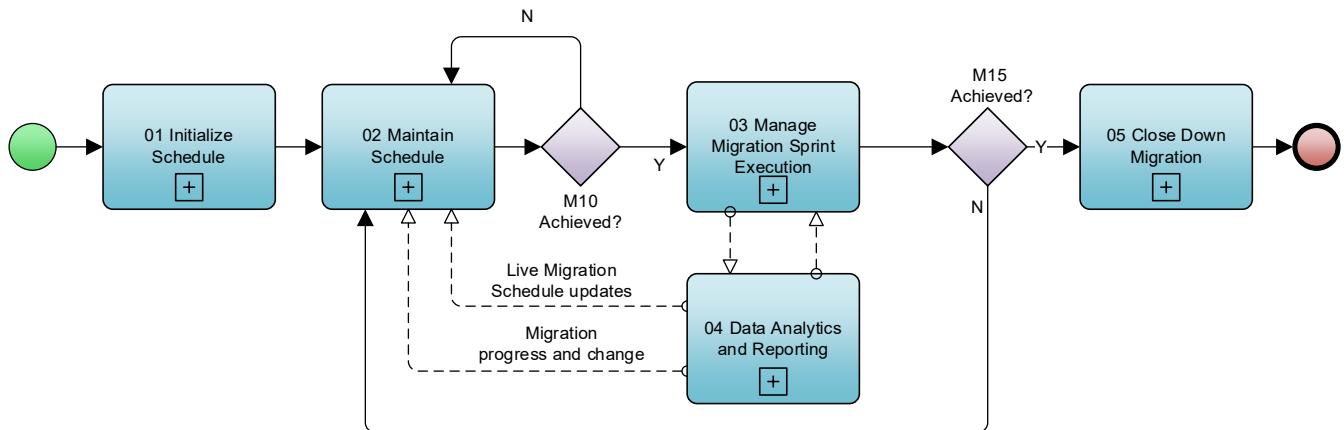 N
01 Initialize
Schedule
02 Maintain
Schedule
M10
Achieved?
Y
03 Manage
Migration Sprint
Execution
M15
Achieved?
Y
N
05 Close Down
Migration
Live Migration
Schedule updates
Migration
progress and change
04 Data Analytics
and Reporting